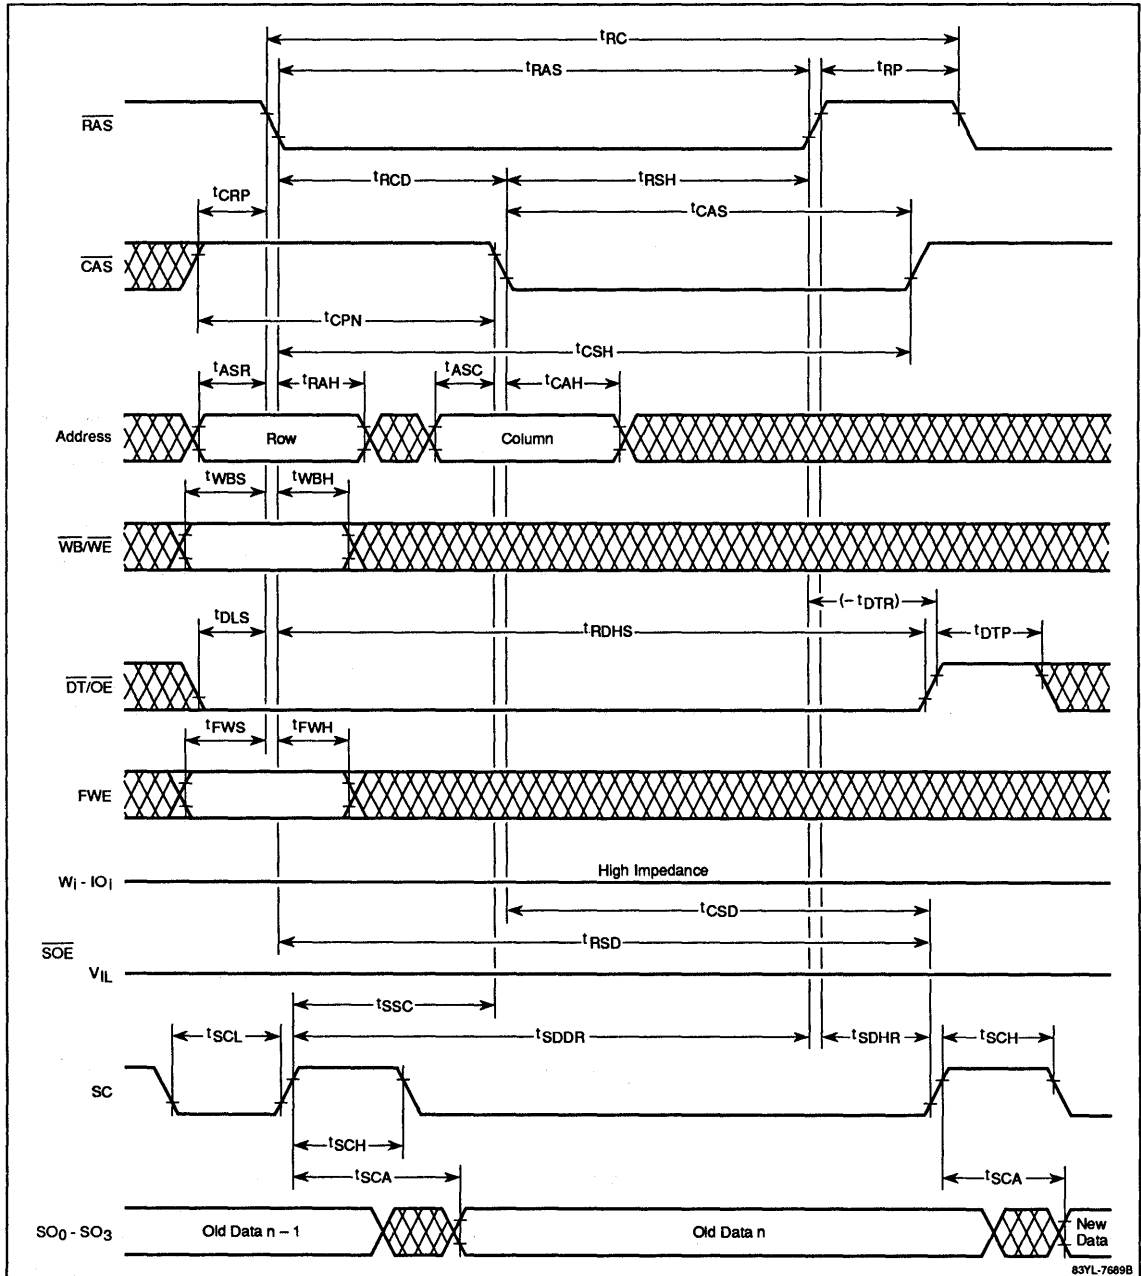 tRC
tRAS
tRP
RAS
tRCD
tRSH
tCRP
tCAS
CAS
tCPN
tCSH
tASR
tRAH
tASC
tCAH
Address
Row
Column
tWBS
tWBH
WB/WE
(– tDTR)
tDLS
tRDHS
tDTP
DT/OE
tFWS
tFWH
FWE
High Impedance
Wi - IOi
tCSD
tRSD
SOE
VIL
tSSC
tSCL
tSDDR
tSDHR
tSCH
SC
tSCH
tSCA
tSCA
SO0 - SO3
Old Data n – 1
Old Data n
New
Data
83YL-7689B